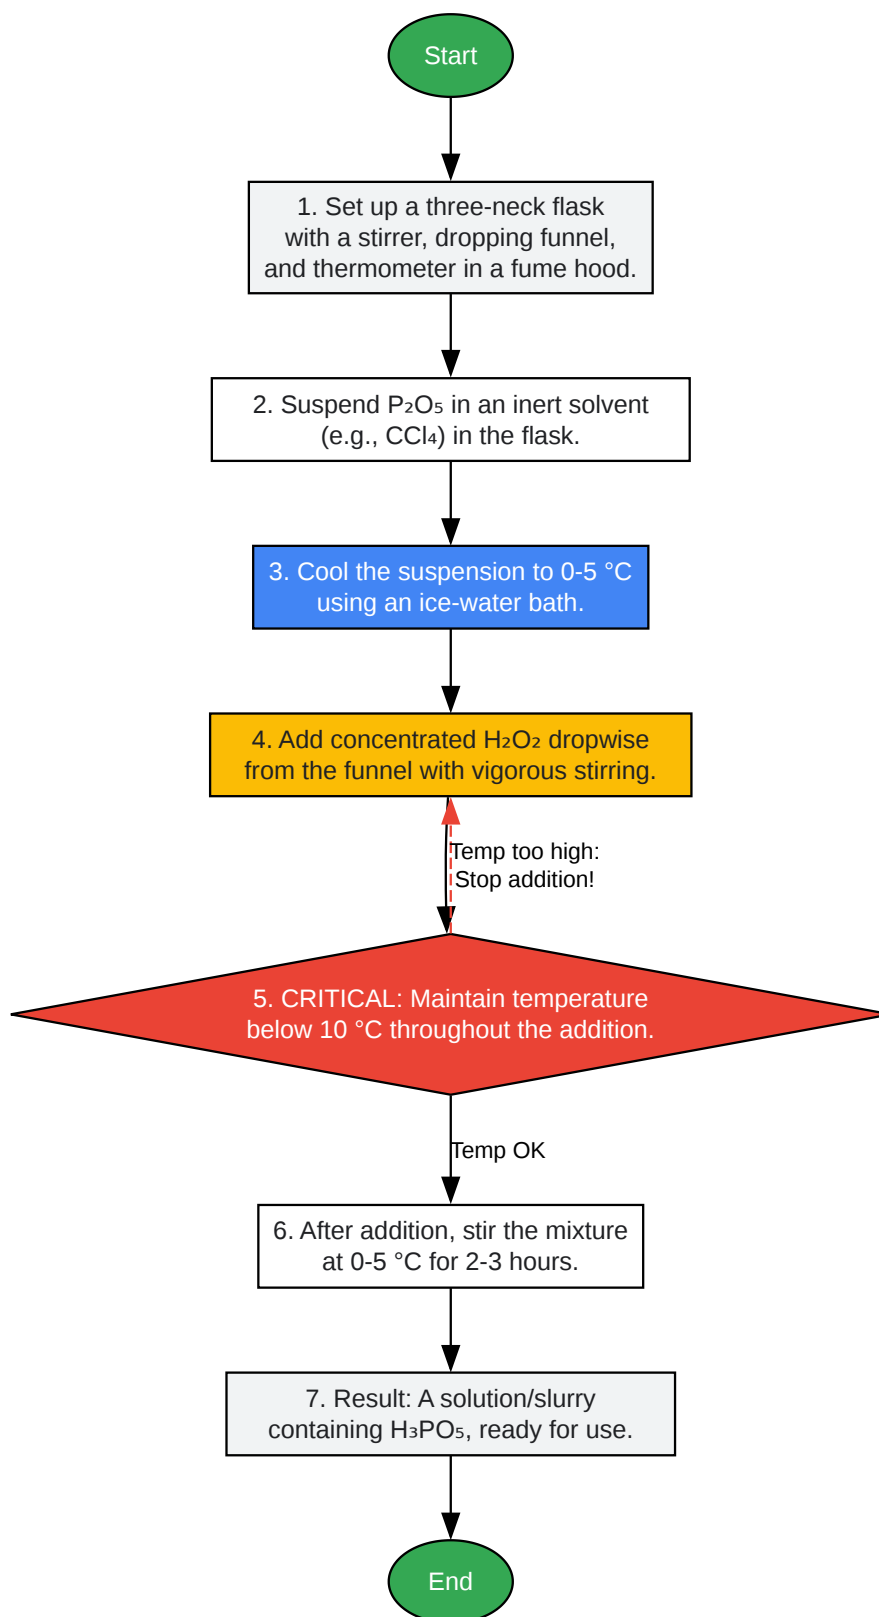 Start
1. Set up a three-neck flask
with a stirrer, dropping funnel,
and thermometer in a fume hood.
2. Suspend P₂O₅ in an inert solvent
(e.g., CCl₄) in the flask.
3. Cool the suspension to 0-5 °C
using an ice-water bath.
4. Add concentrated H₂O₂ dropwise
from the funnel with vigorous stirring.
Temp too high:
Stop addition!
5. CRITICAL: Maintain temperature
below 10 °C throughout the addition.
Temp OK
6. After addition, stir the mixture
at 0-5 °C for 2-3 hours.
7. Result: A solution/slurry
containing H₃PO₅, ready for use.
End